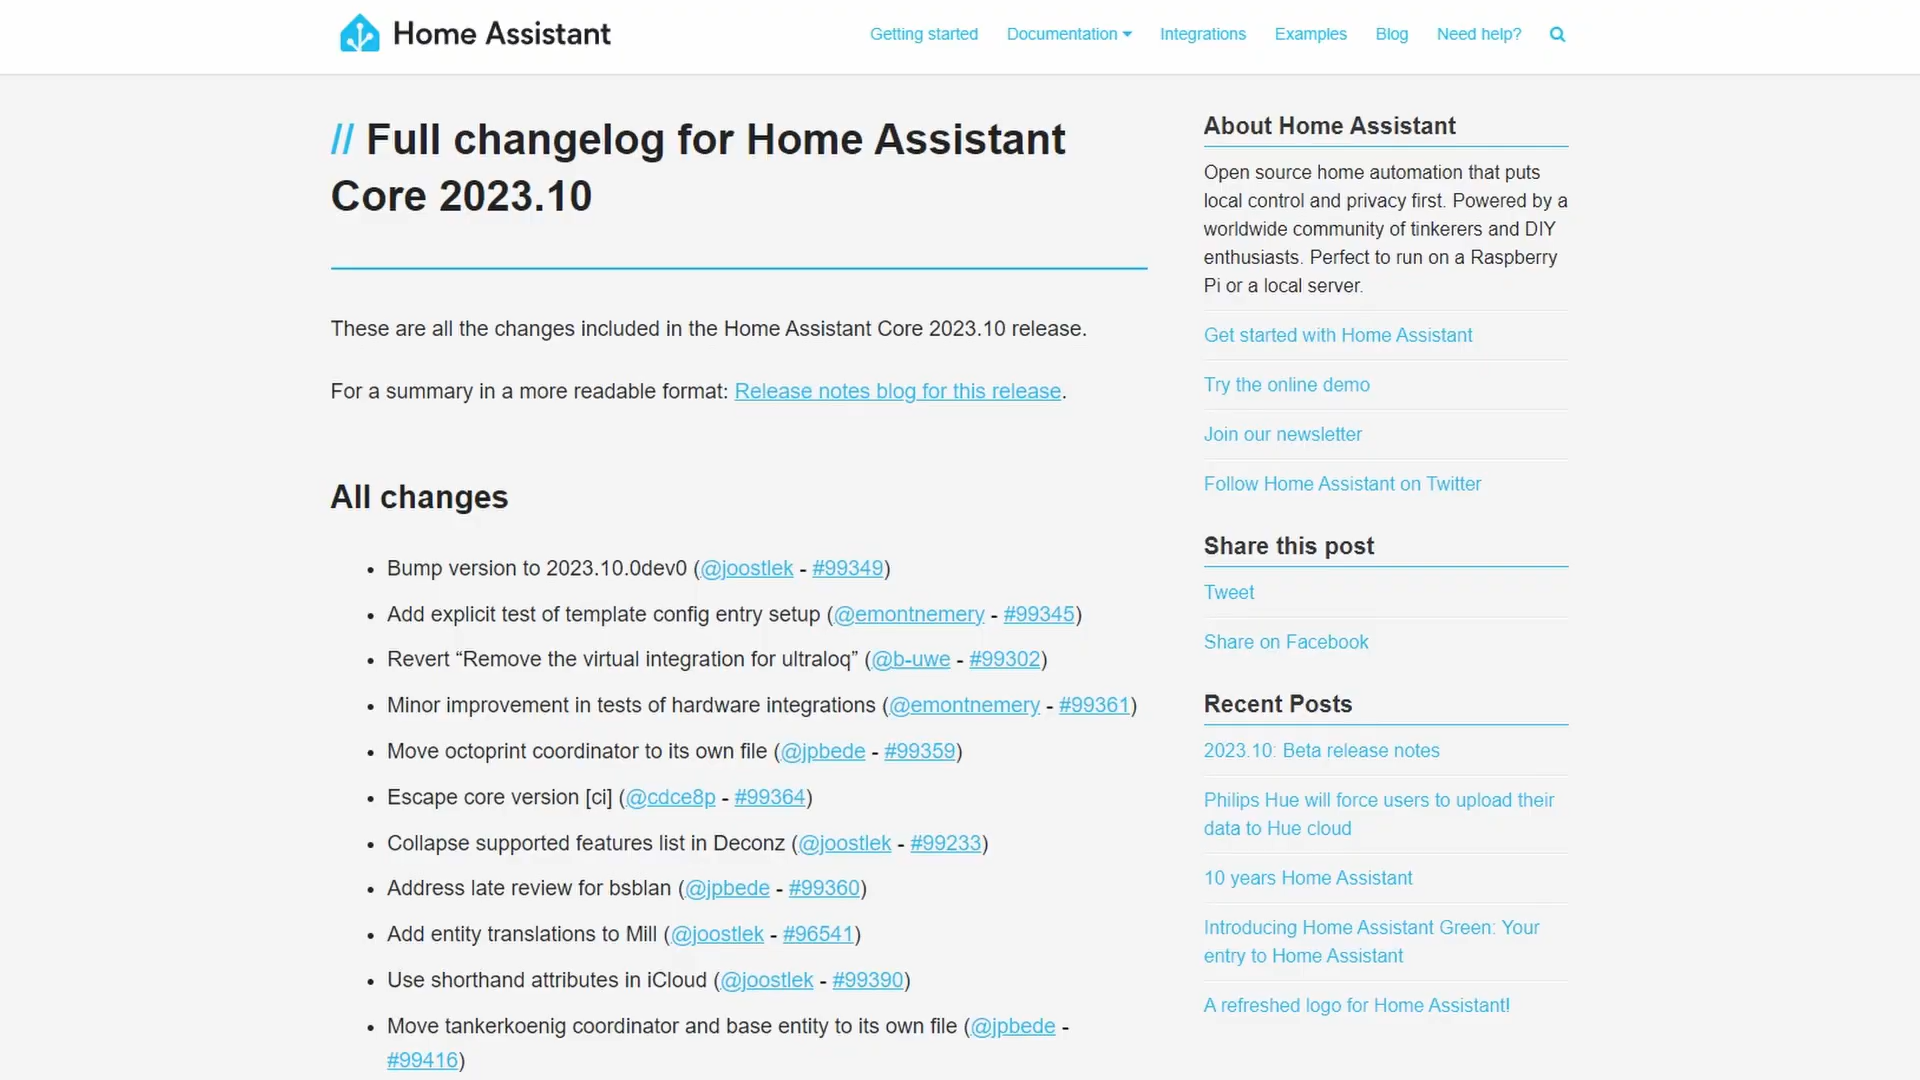 Home Assistant
Getting started
Documentation
Integrations
Examples
Blog
Need help?
// Full changelog for Home Assistant
Core 2023.10
These are all the changes included in the Home Assistant Core 2023.10 release.
For a summary in a more readable format: Release notes blog for this release.
All changes
• Bump version to 2023.10.0dev0 (@joostlek - #99349)
• Add explicit test of template config entry setup (@emontnemery - #99345)
• Revert “Remove the virtual integration for ultraloq” (@b-uwe - #99302)
• Minor improvement in tests of hardware integrations (@emontnemery - #99361)
• Move octoprint coordinator to its own file (@jpbede - #99359)
• Escape core version [ci] (@cdce8p - #99364)
• Collapse supported features list in Deconz (@joostlek - #99233)
• Address late review for bsblan (@jpbede - #99360)
• Add entity translations to Mill (@joostlek - #96541)
• Use shorthand attributes in iCloud (@joostlek - #99390)
• Move tankerkoenig coordinator and base entity to its own file (@jpbede -
#99416)
About Home Assistant
Open source home automation that puts
local control and privacy first. Powered by a
worldwide community of tinkerers and DIY
enthusiasts. Perfect to run on a Raspberry
Pi or a local server.
Get started with Home Assistant
Try the online demo
Join our newsletter
Follow Home Assistant on Twitter
Share this post
Tweet
Share on Facebook
Recent Posts
2023.10: Beta release notes
Philips Hue will force users to upload their
data to Hue cloud
10 years Home Assistant
Introducing Home Assistant Green: Your
entry to Home Assistant
A refreshed logo for Home Assistant!